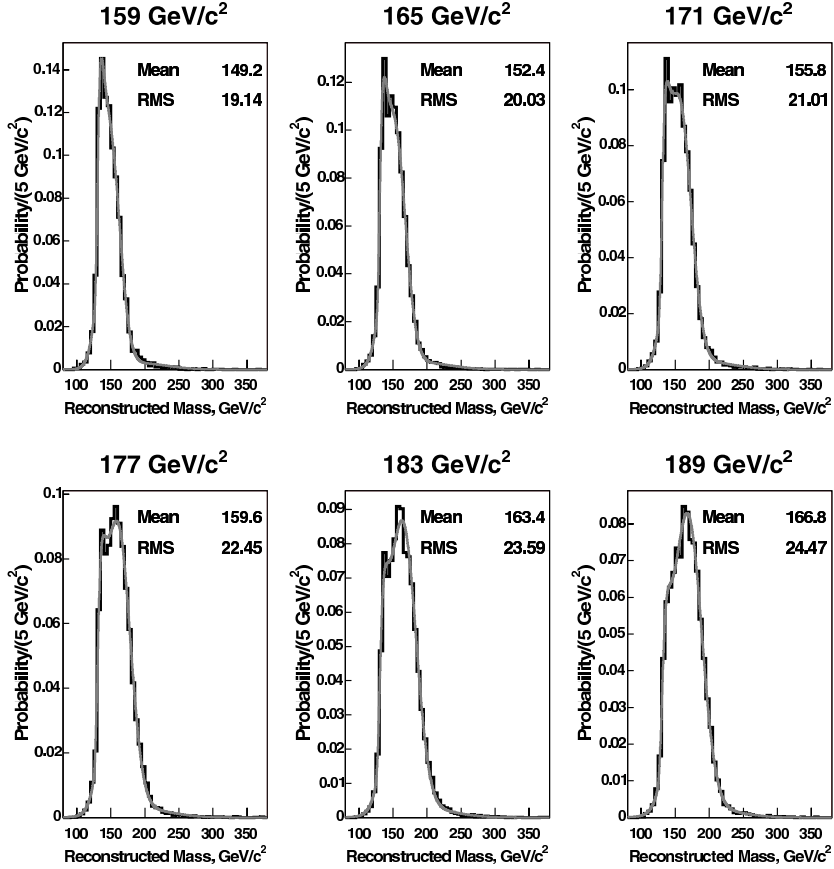 159 GeV/c²
Mean 149.2
RMS 19.14
0.14
0.12
0.1
0.08
0.06
0.04
0.02
0
Probability/(5 GeV/c²)
100 150 200 250 300 350
Reconstructed Mass, GeV/c²
165 GeV/c²
Mean 152.4
RMS 20.03
0.12
0.1
0.08
0.06
0.04
0.02
0
Probability/(5 GeV/c²)
100 150 200 250 300 350
Reconstructed Mass, GeV/c²
171 GeV/c²
Mean 155.8
RMS 21.01
0.1
0.08
0.06
0.04
0.02
0
Probability/(5 GeV/c²)
100 150 200 250 300 350
Reconstructed Mass, GeV/c²
177 GeV/c²
Mean 159.6
RMS 22.45
0.1
0.08
0.06
0.04
0.02
0
Probability/(5 GeV/c²)
100 150 200 250 300 350
Reconstructed Mass, GeV/c²
183 GeV/c²
Mean 163.4
RMS 23.59
0.09
0.08
0.07
0.06
0.05
0.04
0.03
0.02
0.01
0
Probability/(5 GeV/c²)
100 150 200 250 300 350
Reconstructed Mass, GeV/c²
189 GeV/c²
Mean 166.8
RMS 24.47
0.08
0.07
0.06
0.05
0.04
0.03
0.02
0.01
0
Probability/(5 GeV/c²)
100 150 200 250 300 350
Reconstructed Mass, GeV/c²